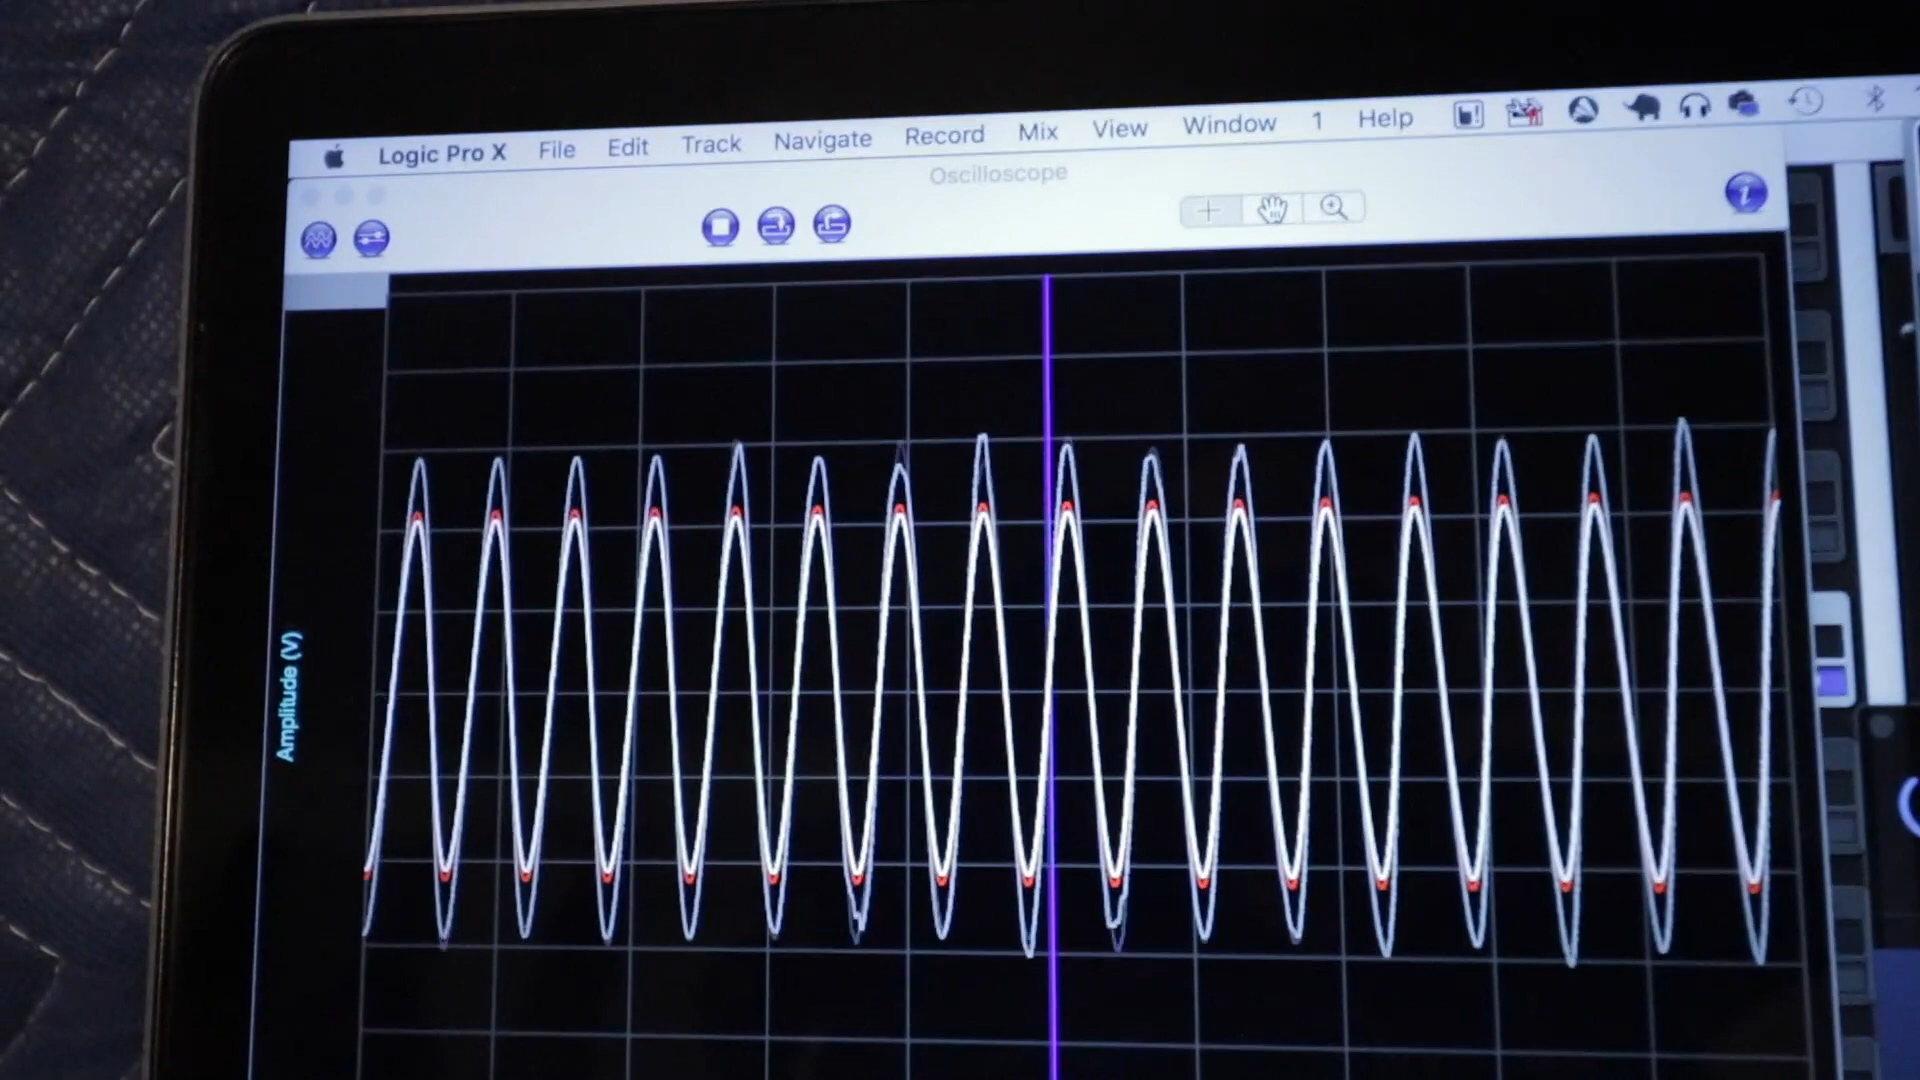 Logic Pro X File Edit Track Navigate Record Mix View Window 1 Help
Oscilloscope
Amplitude (V)